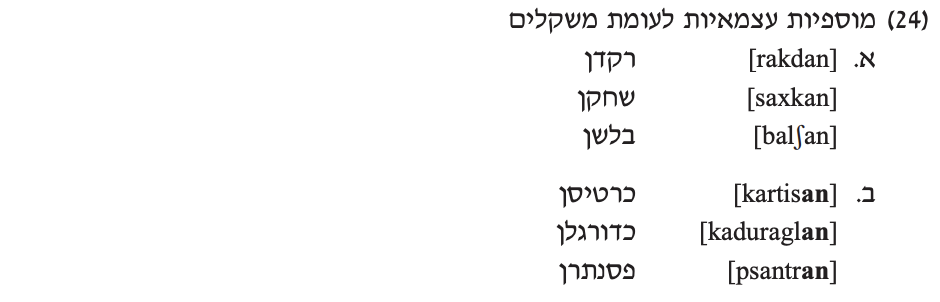 (24) מוספיות עצמאיות לעומת משקלים
א. [rakdan] רקדן
[saxkan] שחקן
[balʃan] בלשן
ב. [kartisan] כרטיסן
[kaduraglan] כדורגלן
[psantran] פסנתרן